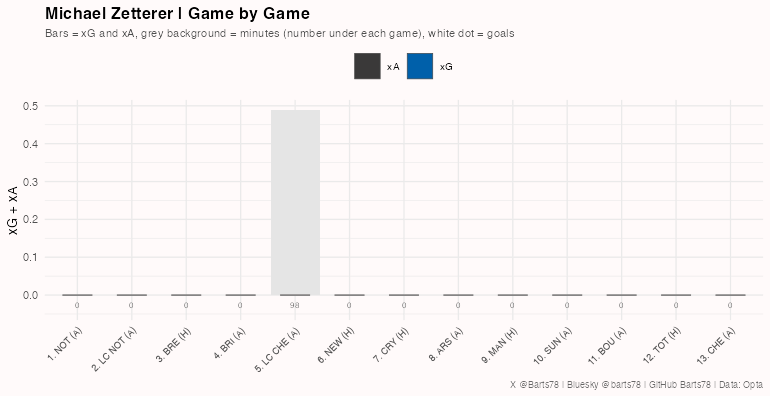 Michael Zetterer | Game by Game
Bars = xG and xA, grey background = minutes (number under each game), white dot = goals
xA xG
xG + xA
0.5
0.4
0.3
0.2
0.1
0.0
0 0 0 0 98 0 0 0 0 0 0 0 0
1. NOT (A)
2. LC NOT (A)
3. BRE (H)
4. BRI (A)
5. LC CHE (A)
6. NEW (H)
7. CRY (H)
8. ARS (A)
9. MAN (H)
10. SUN (A)
11. BOU (A)
12. TOT (H)
13. CHE (A)
X @Barts78 | Bluesky @barts78 | GitHub Barts78 | Data: Opta